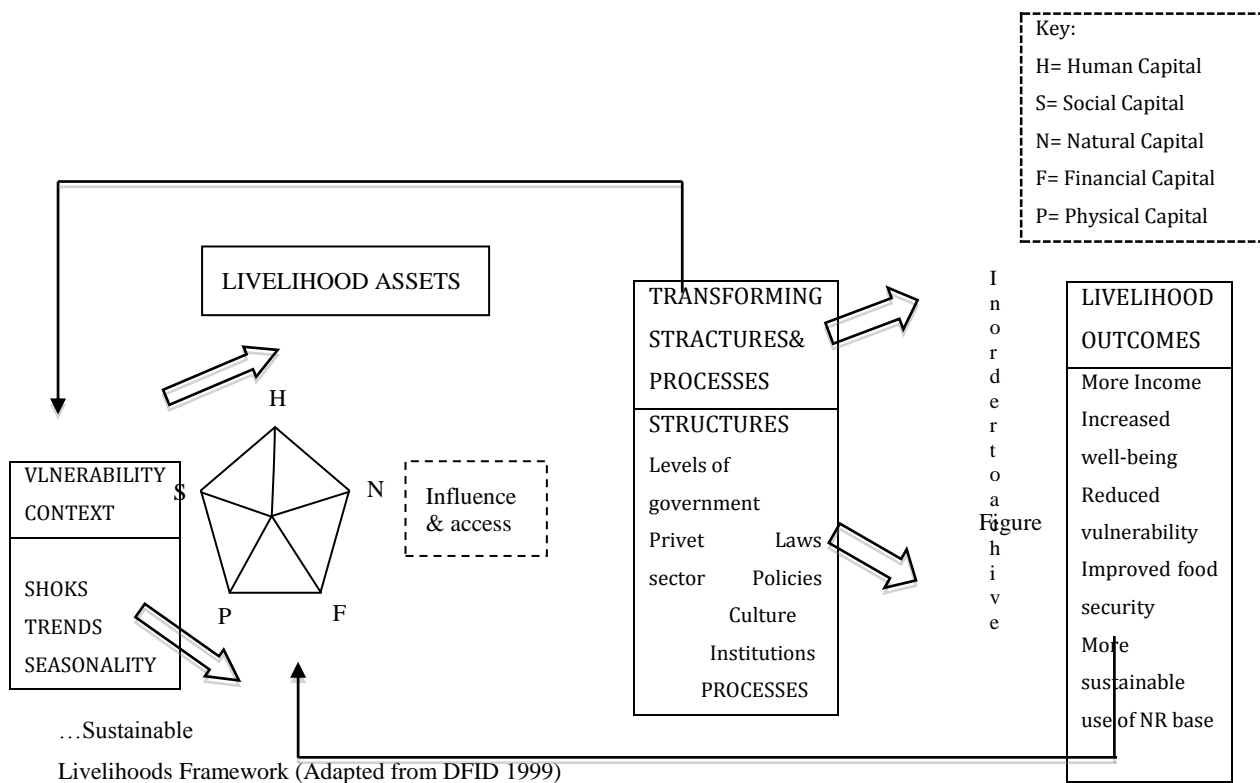 Key:
H= Human Capital
S= Social Capital
N= Natural Capital
F= Financial Capital
P= Physical Capital
LIVELIHOOD ASSETS
H
S
N
P
F
VLNERABILITY
CONTEXT
SHOKS
TRENDS
SEASONALITY
Influence
& access
TRANSFORMING
STRACTURES&
PROCESSES
STRUCTURES
Levels of
government
Privet Laws
sector Policies
Culture
Institutions
PROCESSES
Inordertoachive
Figure
LIVELIHOOD
OUTCOMES
More Income
Increased
well-being
Reduced
vulnerability
Improved food
security
More
sustainable
use of NR base
…Sustainable
Livelihoods Framework (Adapted from DFID 1999)